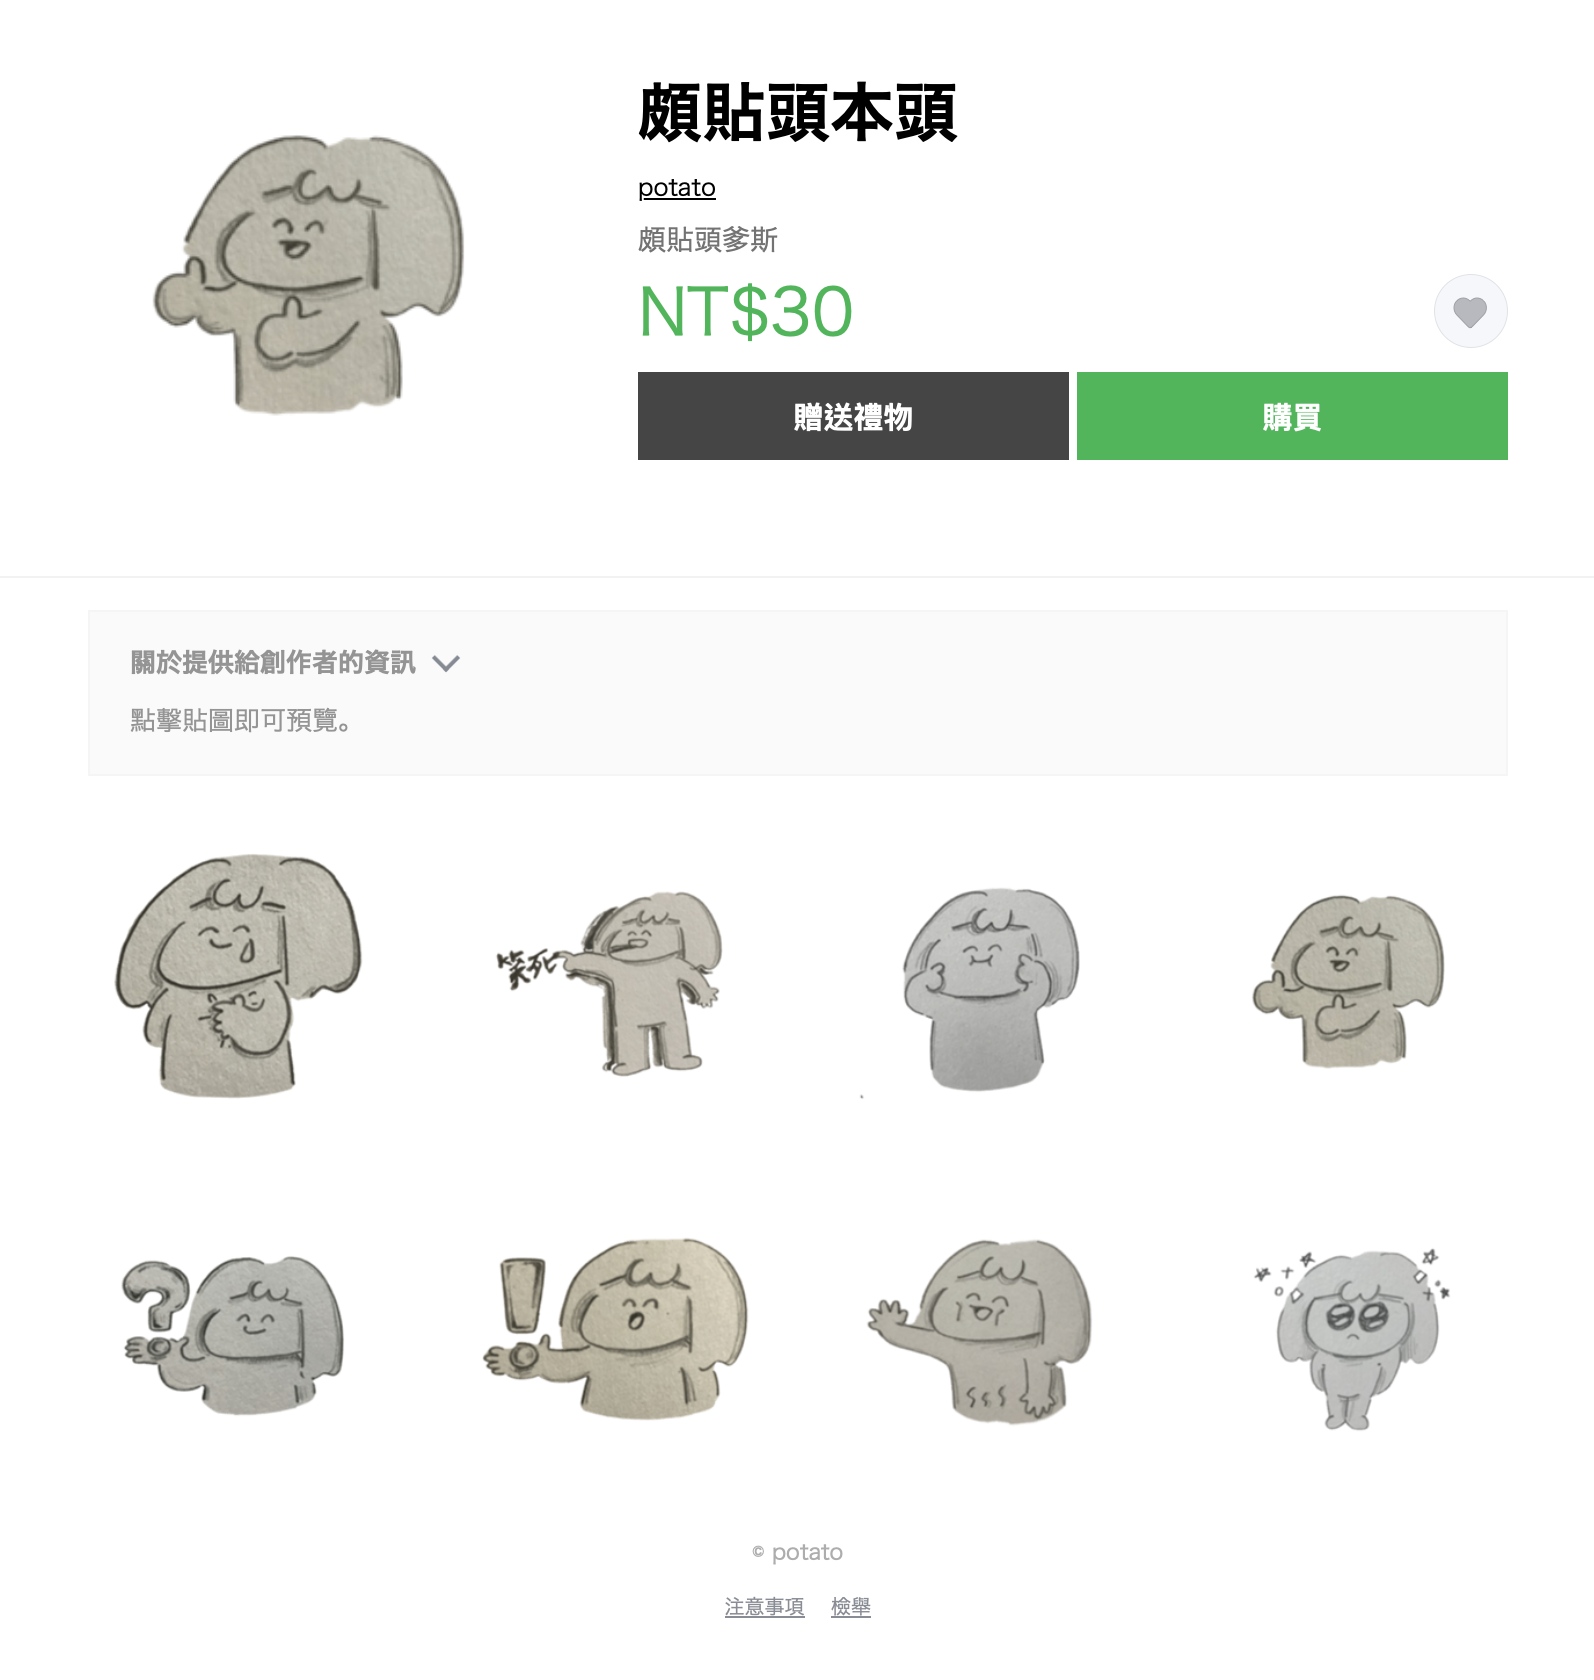 頗貼頭本頭
potato
頗貼頭爹斯
NT$30
贈送禮物
購買
關於提供給創作者的資訊
點擊貼圖即可預覽。
笑死
?
!
© potato
注意事項 檢舉